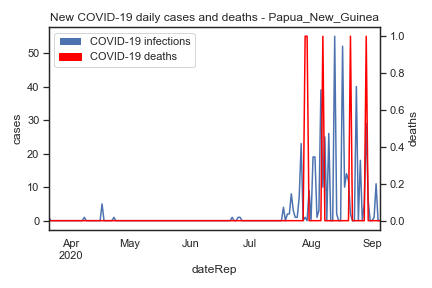 New COVID-19 daily cases and deaths - Papua_New_Guinea
COVID-19 infections
COVID-19 deaths
50
40
30
20
10
0
cases
1.0
0.8
0.6
0.4
0.2
0.0
deaths
Apr May Jun Jul Aug Sep
2020
dateRep